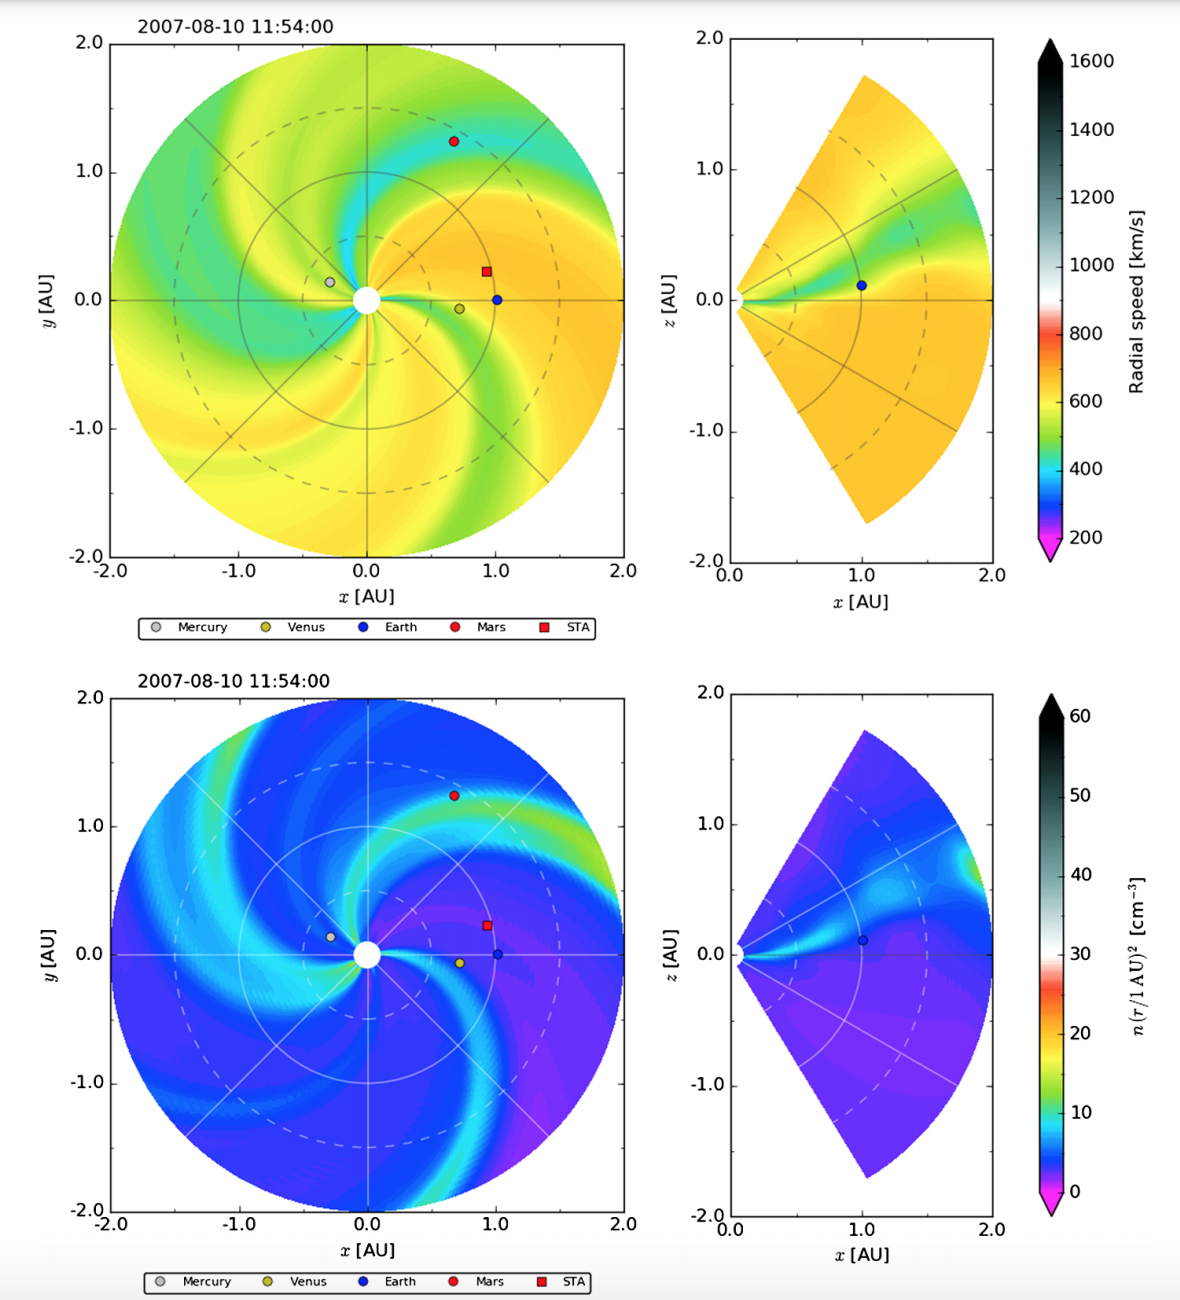 2007-08-10 11:54:00
2.0
1.0
0.0
-1.0
-2.0
y [AU]
-2.0 -1.0 0.0 1.0 2.0
x [AU]
Mercury Venus Earth Mars STA
2.0
1.0
0.0
-1.0
-2.0
z [AU]
0.0 1.0 2.0
x [AU]
1600
1400
1200
1000
800
600
400
200
Radial speed [km/s]
2007-08-10 11:54:00
2.0
1.0
0.0
-1.0
-2.0
y [AU]
-2.0 -1.0 0.0 1.0 2.0
x [AU]
Mercury Venus Earth Mars STA
2.0
1.0
0.0
-1.0
-2.0
z [AU]
0.0 1.0 2.0
x [AU]
60
50
40
30
20
10
0
n(r/1 AU)² [cm⁻³]